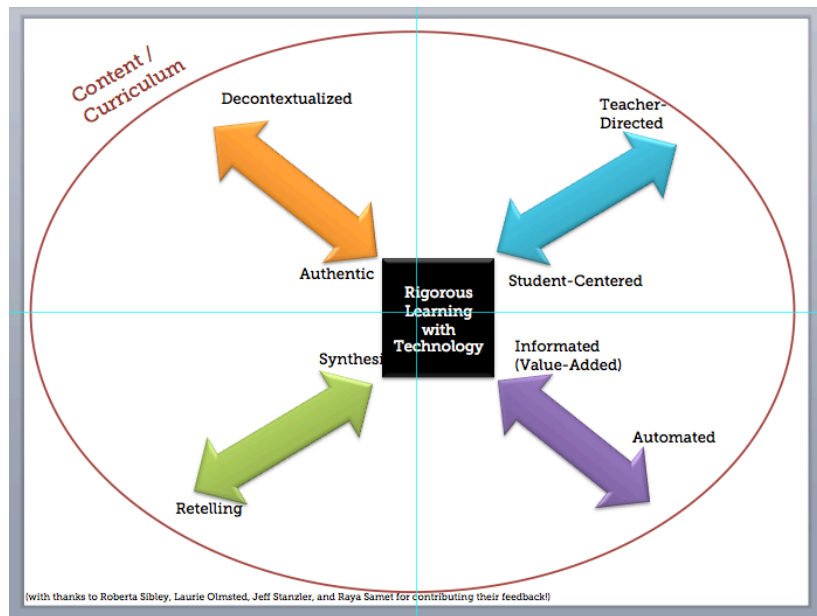 Content /
Curriculum
Decontextualized
Teacher-
Directed
Authentic
Student-Centered
Rigorous
Learning
with
Technology
Synthesi
Informated
(Value-Added)
Automated
Retelling
(with thanks to Roberta Sibley, Laurie Olmsted, Jeff Stanzler, and Raya Samet for contributing their feedback!)